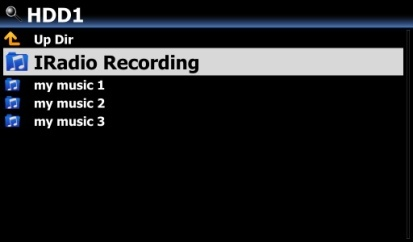 HDD1
Up Dir
IRadio Recording
my music 1
my music 2
my music 3